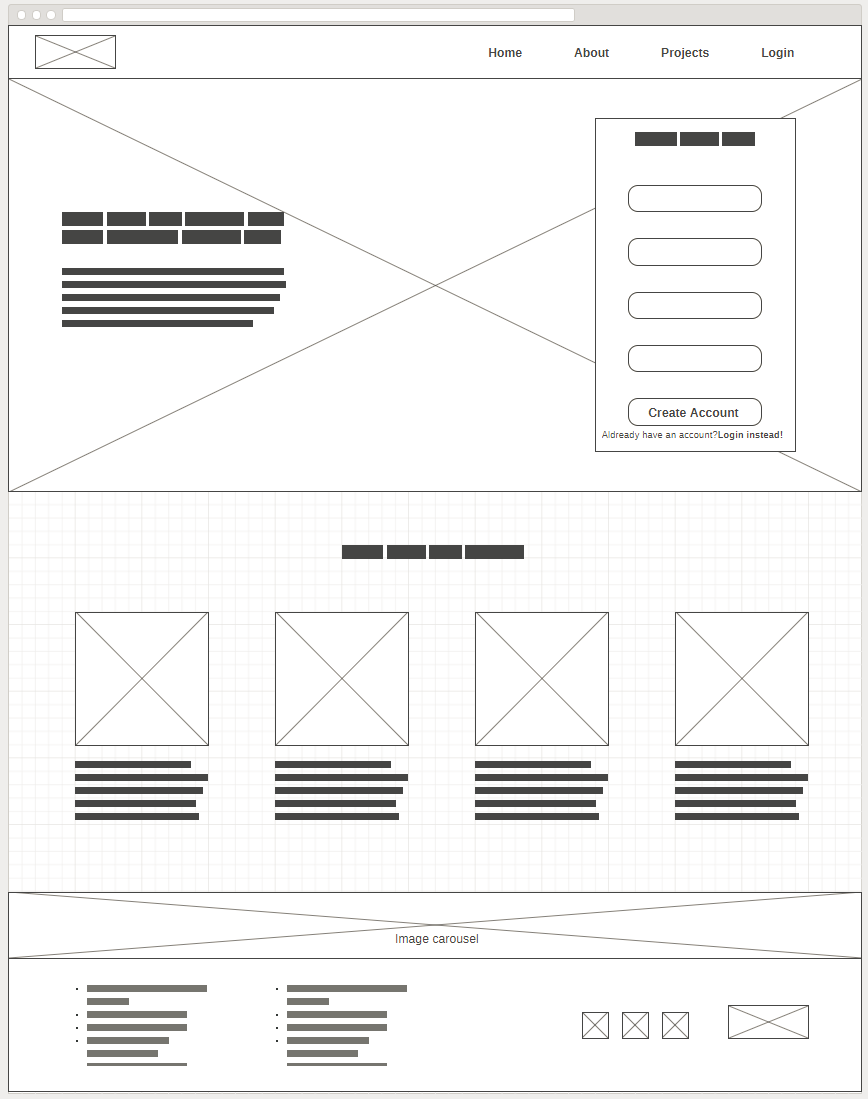 Home About Projects Login
Create Account
Aldready have an account?Login instead!
Image carousel